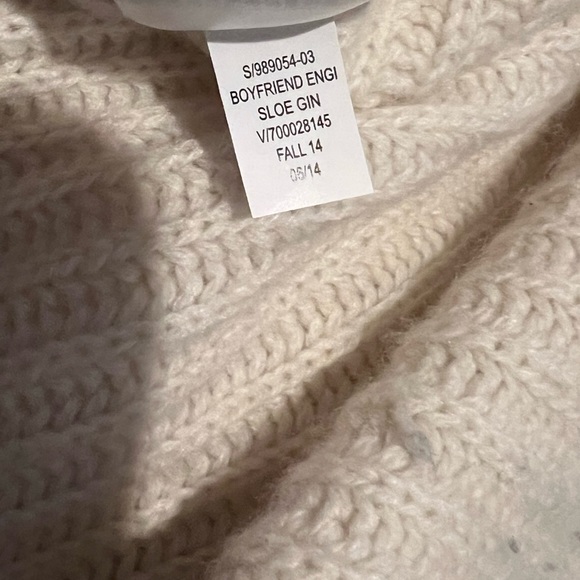 S/989054-03
BOYFRIEND ENGI
SLOE GIN
V/700028145
FALL 14
05/14